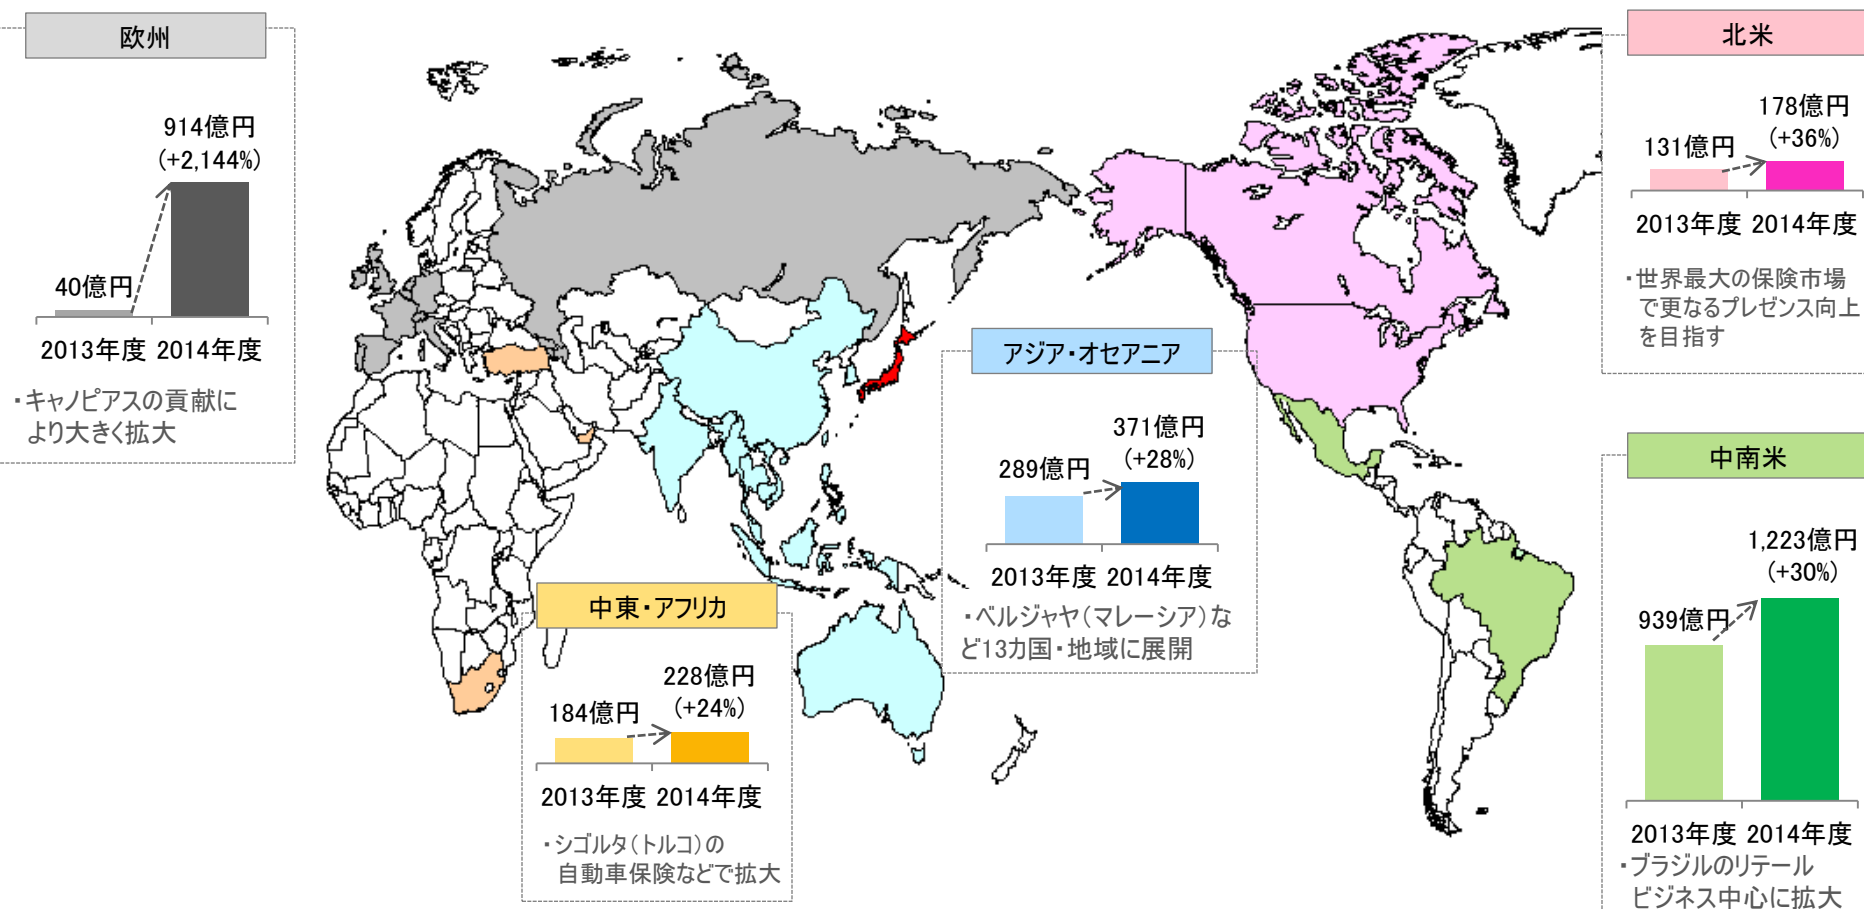 欧州
914億円
(+2,144%)
40億円
2013年度 2014年度
・キャノピアスの貢献に
より大きく拡大
北米
178億円
(+36%)
131億円
2013年度 2014年度
・世界最大の保険市場
で更なるプレゼンス向上
を目指す
アジア・オセアニア
371億円
(+28%)
289億円
2013年度 2014年度
・ベルジャヤ(マレーシア)な
ど13カ国・地域に展開
中南米
1,223億円
(+30%)
939億円
2013年度 2014年度
・ブラジルのリテール
ビジネス中心に拡大
中東・アフリカ
228億円
(+24%)
184億円
2013年度 2014年度
・シゴルタ(トルコ)の
自動車保険などで拡大